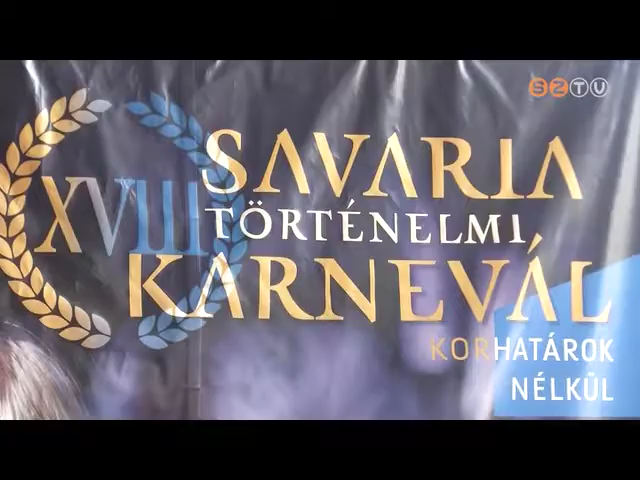 SZTV
SAVARIA
XVIII
TÖRTÉNELMI
KARNEVÁL
KORHATÁROK
NÉLKÜL